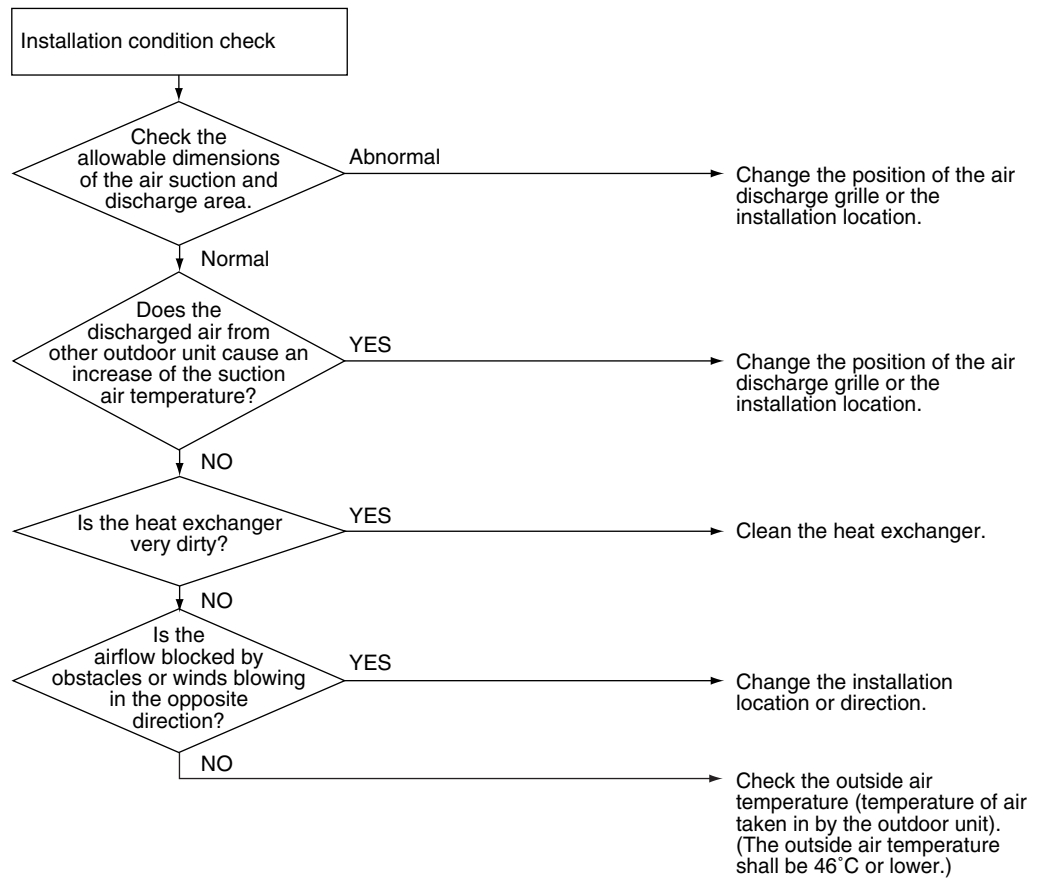 Installation condition check
Check the
allowable dimensions
of the air suction and
discharge area.
Abnormal
Change the position of the air
discharge grille or the
installation location.
Normal
Does the
discharged air from
other outdoor unit cause an
increase of the suction
air temperature?
YES
Change the position of the air
discharge grille or the
installation location.
NO
Is the heat exchanger
very dirty?
YES
Clean the heat exchanger.
NO
Is the
airflow blocked by
obstacles or winds blowing
in the opposite
direction?
YES
Change the installation
location or direction.
NO
Check the outside air
temperature (temperature of air
taken in by the outdoor unit).
(The outside air temperature
shall be 46˚C or lower.)